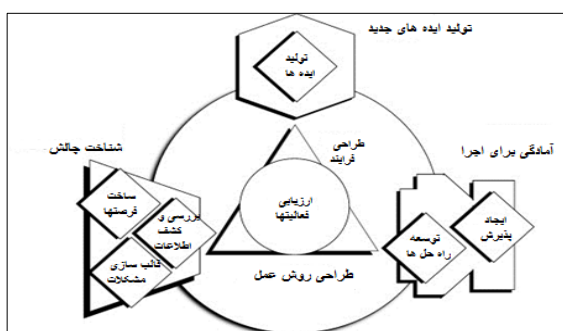 تولید ایده های جدید
تولید
ایده ها
شناخت چالش
طراحی
فرایند
آمادگی برای اجرا
ساخت
فرصتها
بررسی و
کشف
اطلاعات
قالب سازی
مشکلات
ارزیابی
فعالیتها
ایجاد
پذیرش
توسعه
راه حل ها
طراحی روش عمل